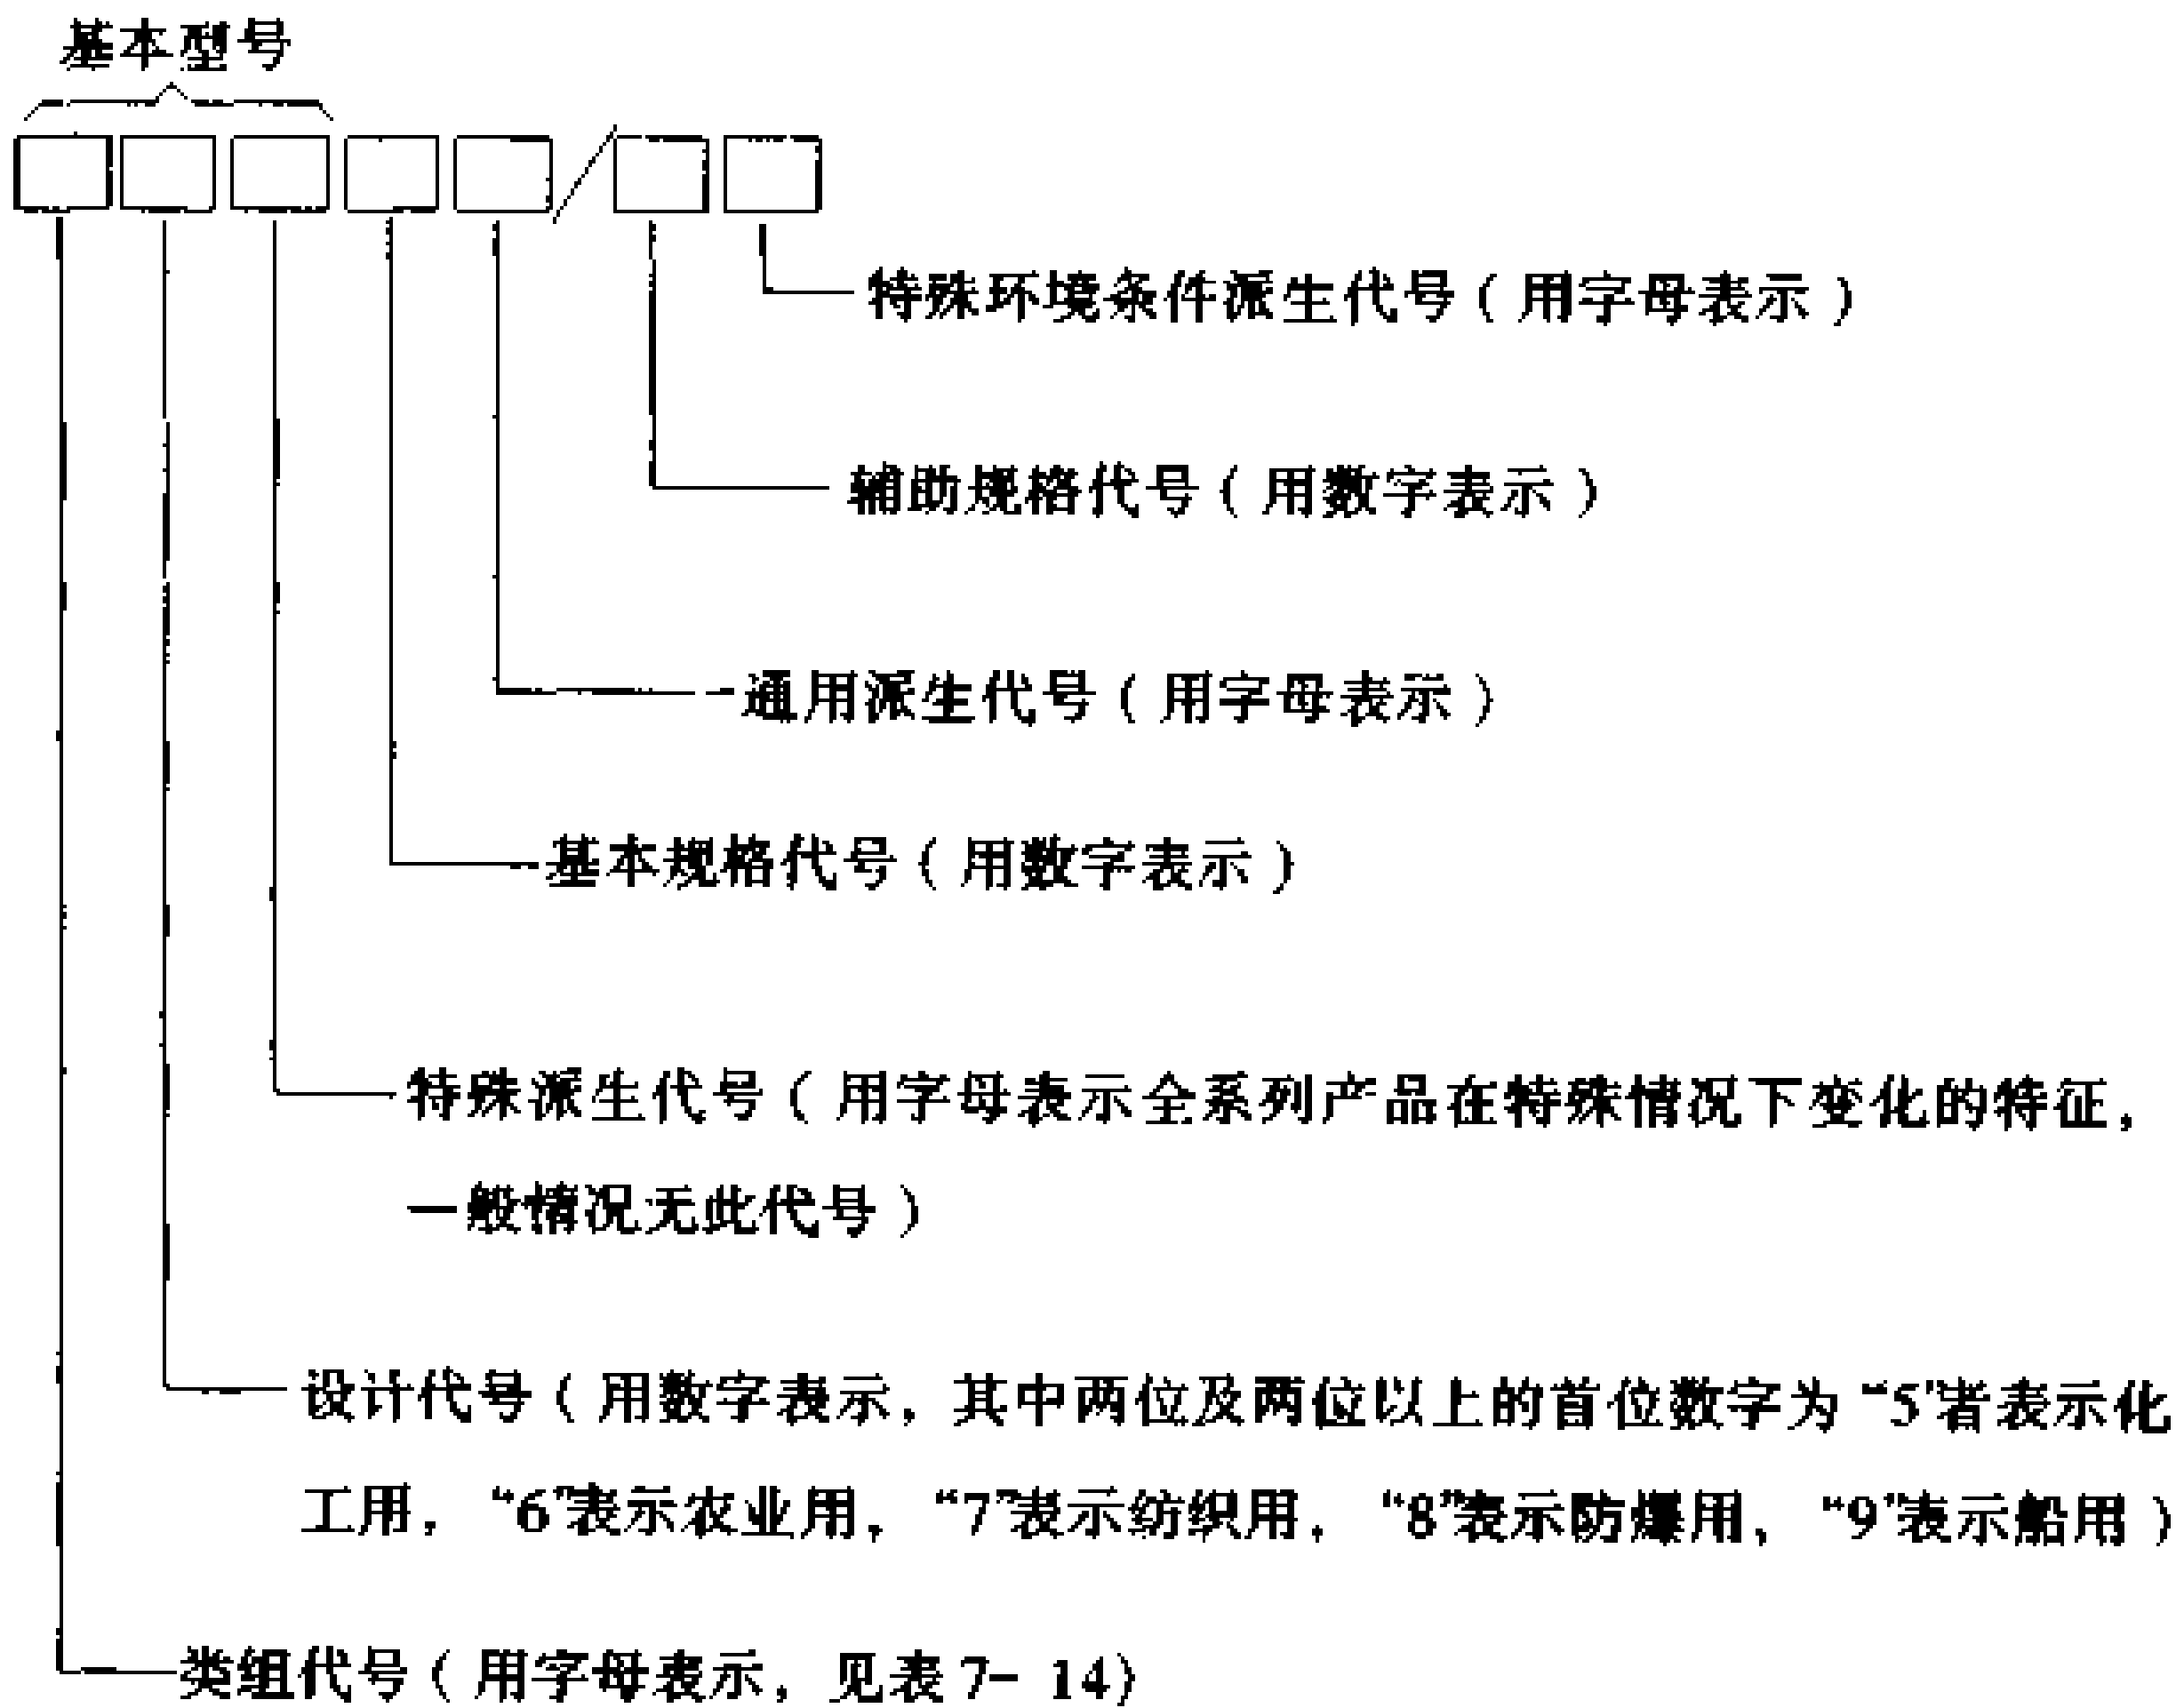 基本型号
特殊环境条件派生代号(用字母表示)
辅助规格代号(用数字表示)
通用派生代号(用字母表示)
基本规格代号(用数字表示)
特殊派生代号(用字母表示全系列产品在特殊情况下变化的特征,
一般情况无此代号)
设计代号(用数字表示,其中两位及两位以上的首位数字为“5”者表示化
工用,“6”表示农业用,“7”表示纺织用,“8”表示防爆用,“9”表示船用)
类组代号(用字母表示,见表7-14)